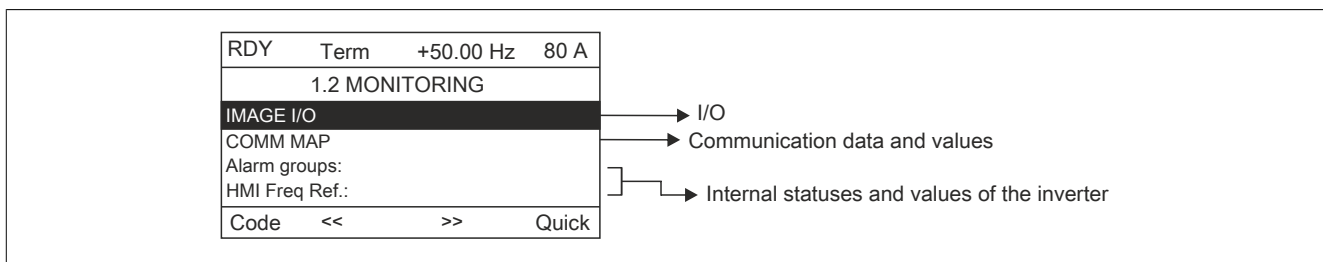 RDY Term +50.00 Hz 80 A
1.2 MONITORING
IMAGE I/O
I/O
COMM MAP
Communication data and values
Alarm groups:
HMI Freq Ref.:
Internal statuses and values of the inverter
Code << >> Quick